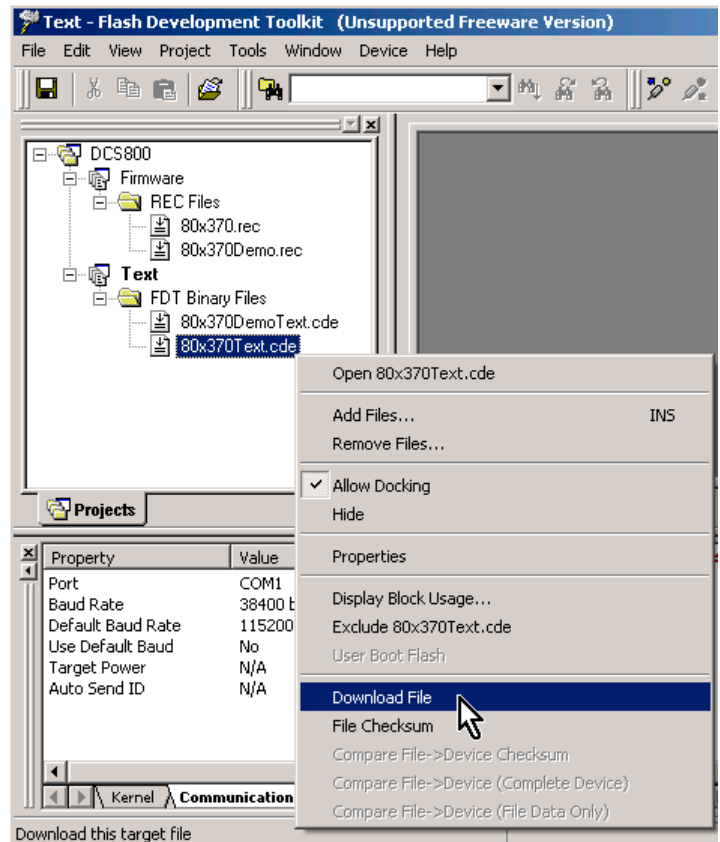 Text - Flash Development Toolkit (Unsupported Freeware Version)
File Edit View Project Tools Window Device Help
DCS800
Firmware
REC Files
80x370.rec
80x370Demo.rec
Text
FDT Binary Files
80x370DemoText.cde
80x370Text.cde
Projects
Open 80x370Text.cde
Add Files... INS
Remove Files...
Allow Docking
Hide
Properties
Display Block Usage...
Exclude 80x370Text.cde
User Boot Flash
Download File
File Checksum
Compare File->Device Checksum
Compare File->Device (Complete Device)
Compare File->Device (File Data Only)
Property Value
Port COM1
Baud Rate 38400 b
Default Baud Rate 115200
Use Default Baud No
Target Power N/A
Auto Send ID N/A
Kernel Communication
Download this target file